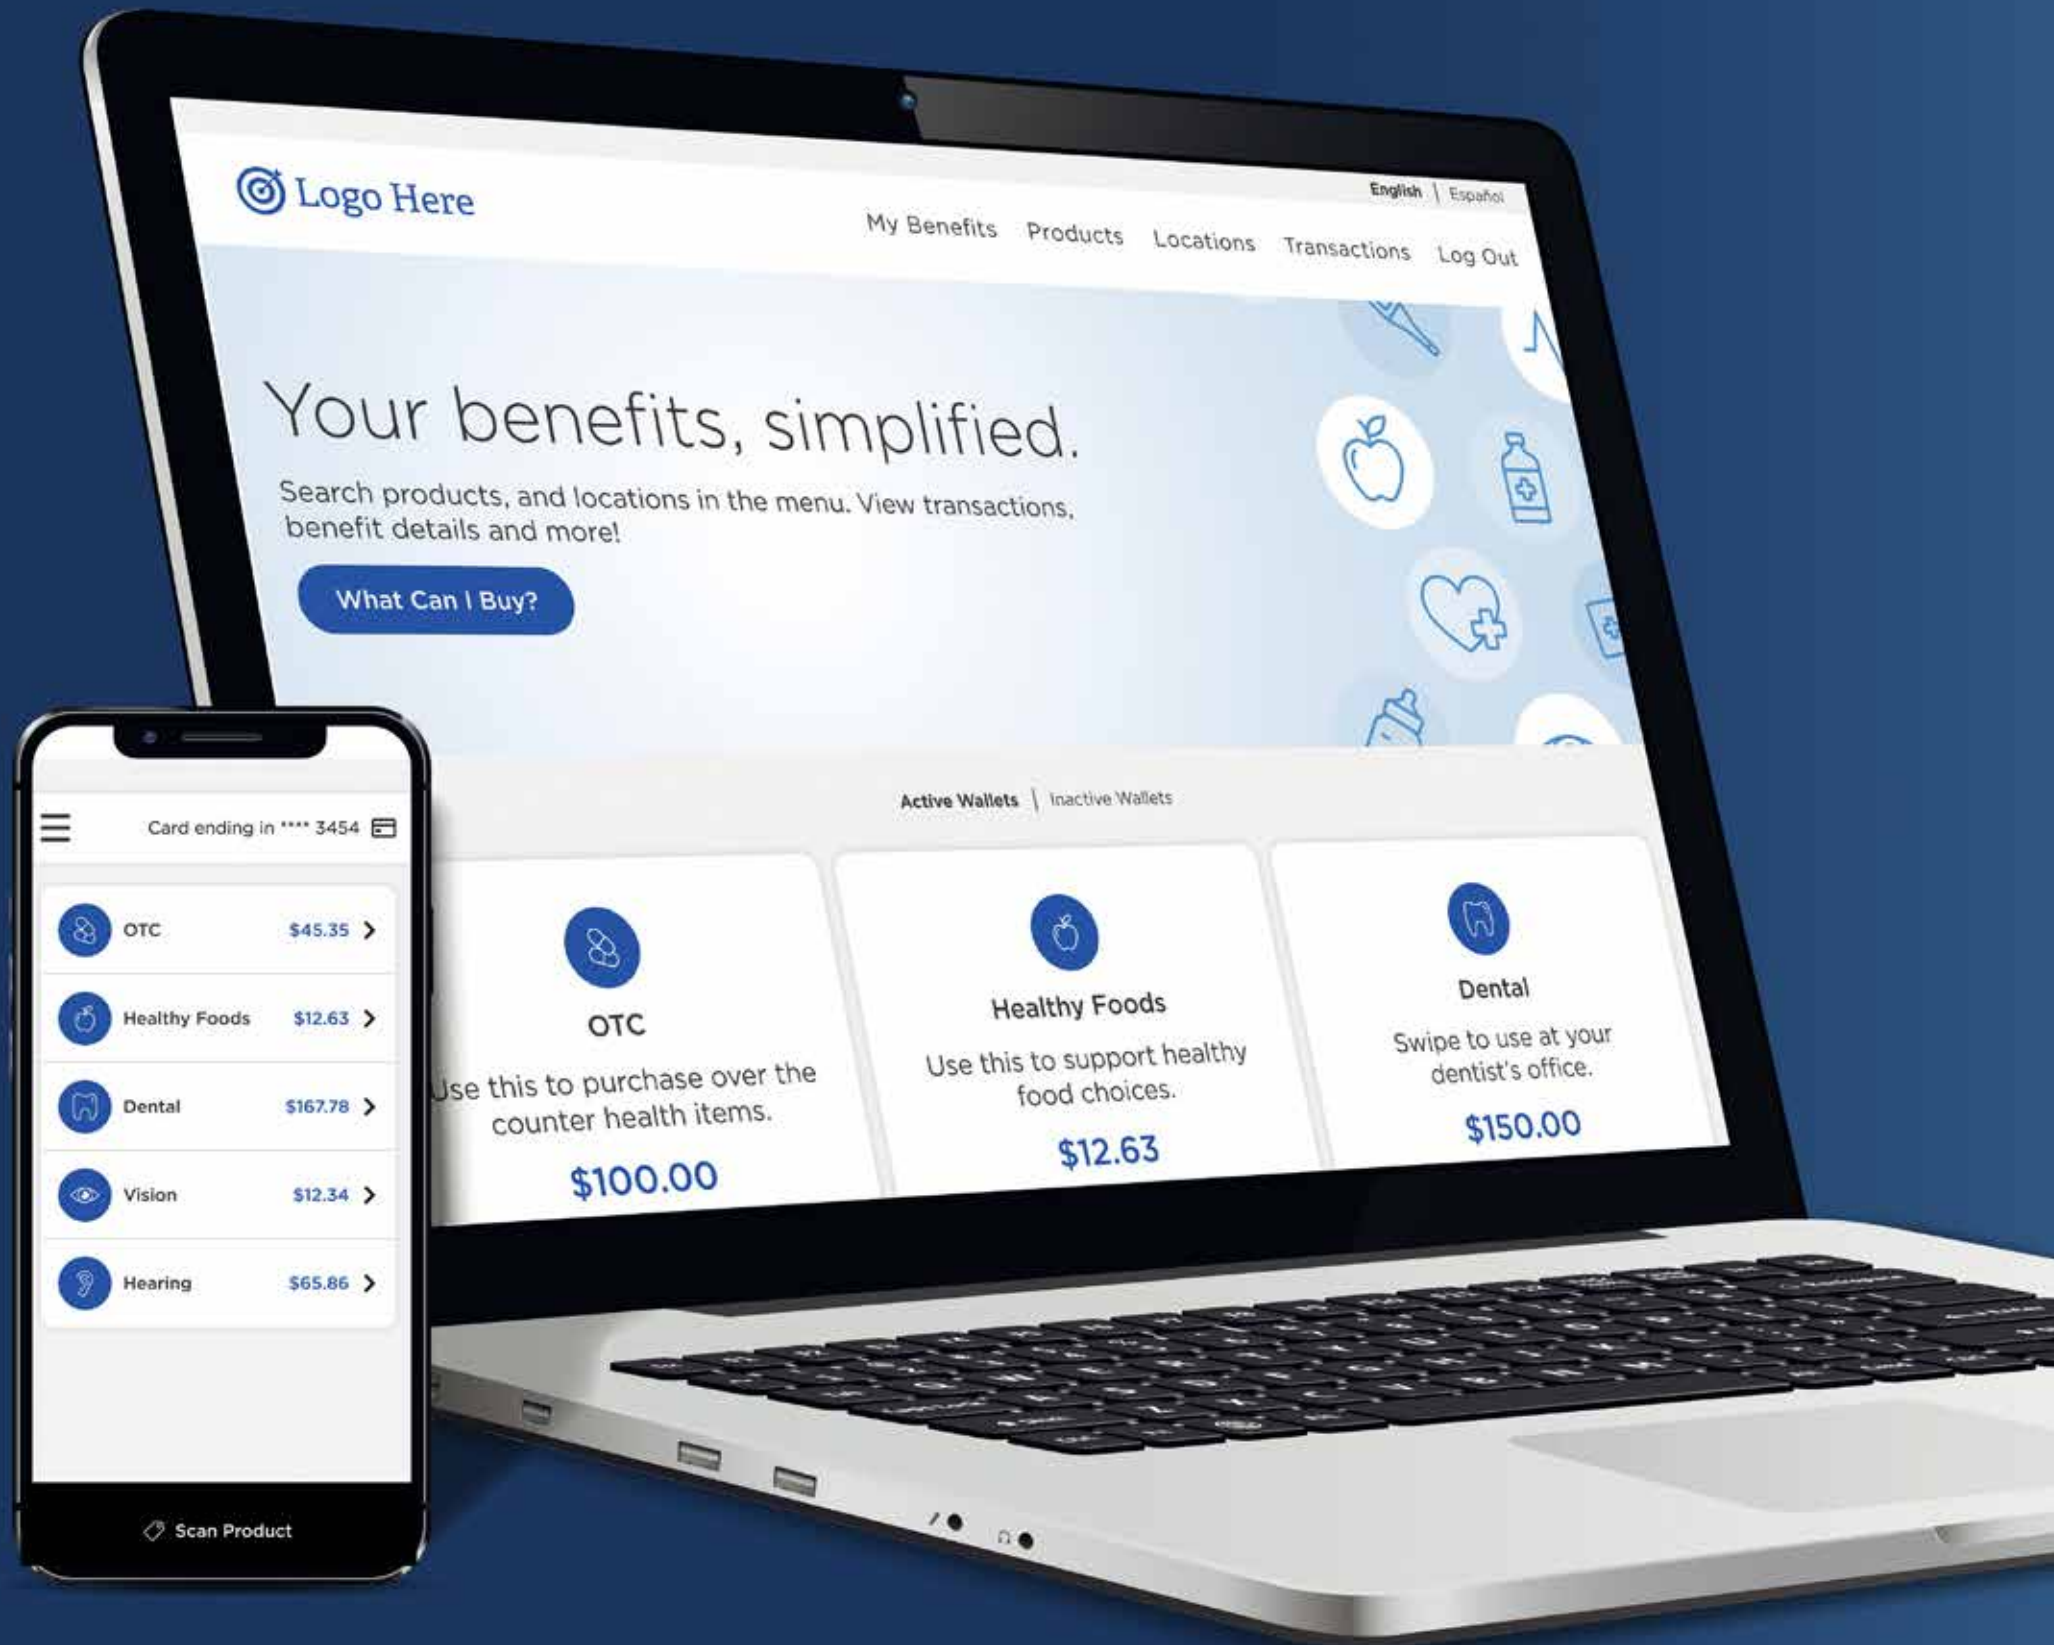 Logo Here
English | Español
My Benefits Products Locations Transactions Log Out
Your benefits, simplified.
Search products, and locations in the menu. View transactions,
benefit details and more!
What Can I Buy?
Active Wallets | Inactive Wallets
OTC
Use this to purchase over the
counter health items.
$100.00
Healthy Foods
Use this to support healthy
food choices.
$12.63
Dental
Swipe to use at your
dentist's office.
$150.00
Card ending in **** 3454
OTC $45.35
Healthy Foods $12.63
Dental $167.78
Vision $12.34
Hearing $65.86
Scan Product